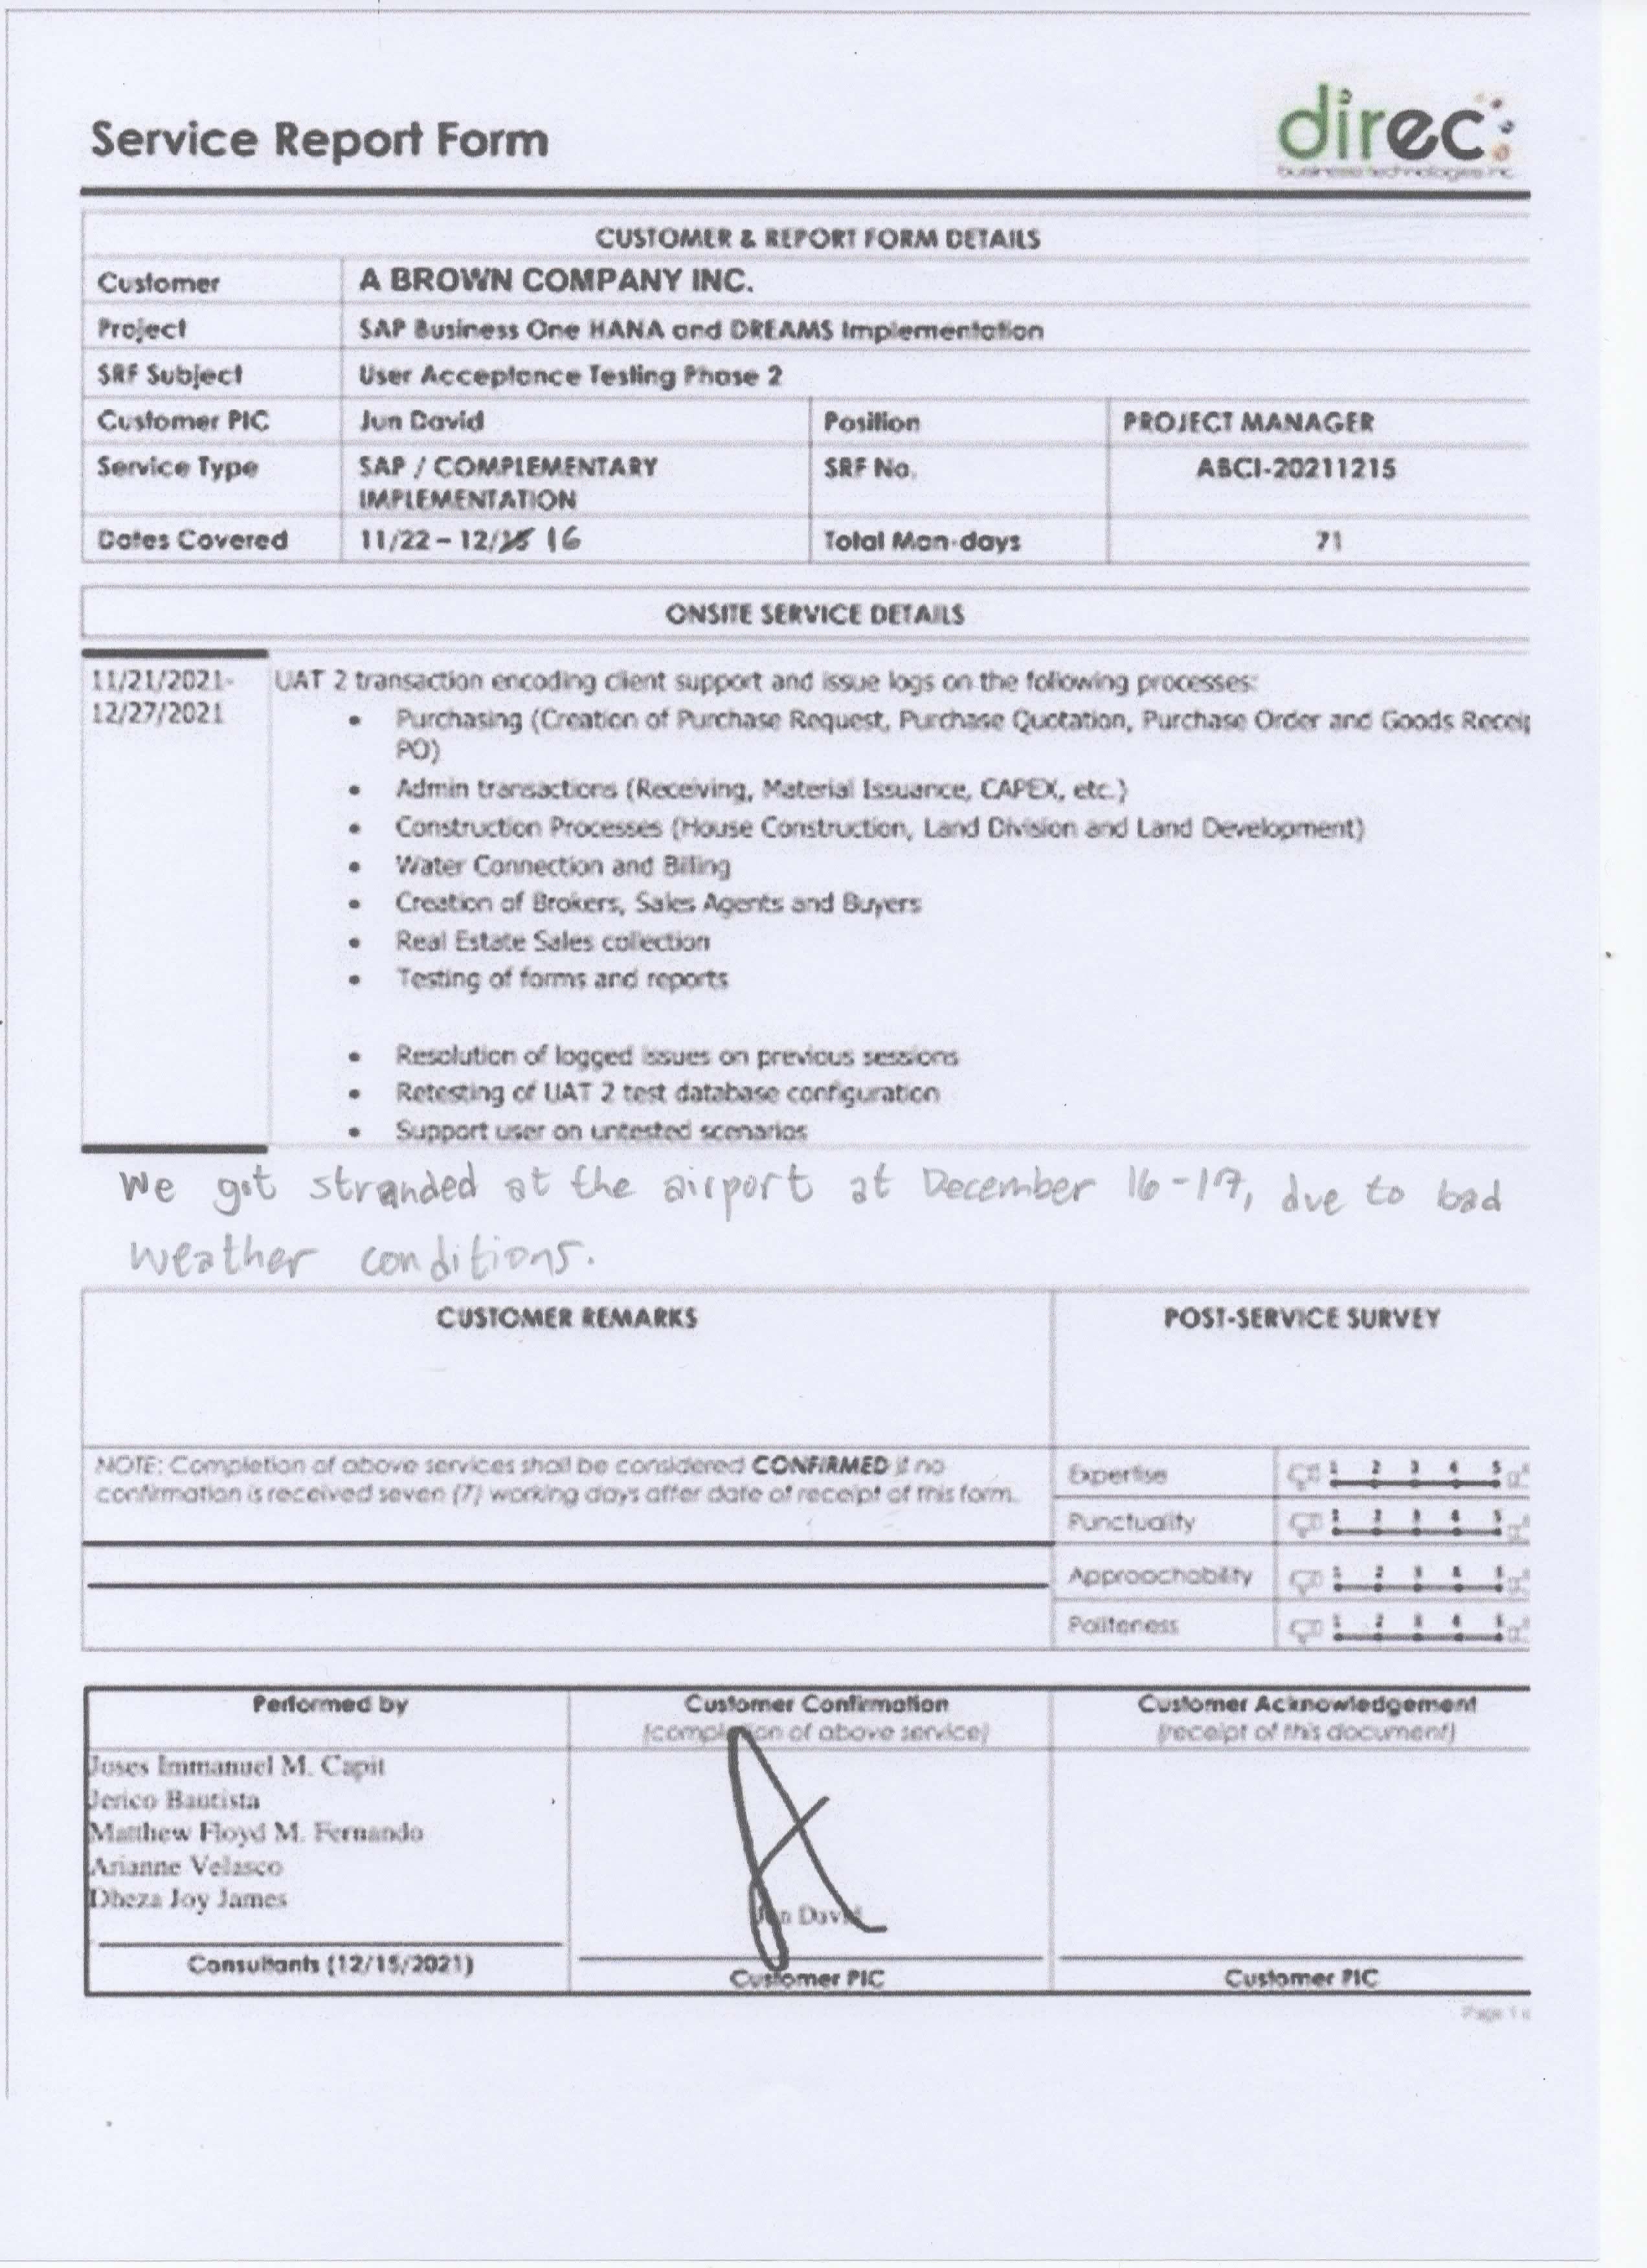 direc
business technologies inc.
Service Report Form
CUSTOMER & REPORT FORM DETAILS
Customer A BROWN COMPANY INC.
Project SAP Business One HANA and DREAMS Implementation
SRF Subject User Acceptance Testing Phase 2
Customer PIC Jun David Position PROJECT MANAGER
Service Type SAP / COMPLEMENTARY SRF No. ABCI-20211215
IMPLEMENTATION
Dates Covered 11/22 – 12/15 16 Total Man-days 71
ONSITE SERVICE DETAILS
11/21/2021- UAT 2 transaction encoding client support and issue logs on the following processes:
12/27/2021
• Purchasing (Creation of Purchase Request, Purchase Quotation, Purchase Order and Goods Receip
PO)
• Admin transactions (Receiving, Material Issuance, CAPEX, etc.)
• Construction Processes (House Construction, Land Division and Land Development)
• Water Connection and Billing
• Creation of Brokers, Sales Agents and Buyers
• Real Estate Sales collection
• Testing of forms and reports
• Resolution of logged issues on previous sessions
• Retesting of UAT 2 test database configuration
• Support user on untested scenarios
We got stranded at the airport at December 16-17, due to bad
weather conditions.
CUSTOMER REMARKS POST-SERVICE SURVEY
NOTE: Completion of above services shall be considered CONFIRMED if no
confirmation is received seven (7) working days after date of receipt of this form.
Expertise 1 2 3 4 5
Punctuality 1 2 3 4 5
Approachability 1 2 3 4 5
Politeness 1 2 3 4 5
Performed by Customer Confirmation Customer Acknowledgement
(completion of above service) (receipt of this document)
Joses Immanuel M. Capit
Jerico Bautista
Matthew Floyd M. Fernando
Arianne Velasco
Dheza Joy James
Jun David
Consultants (12/15/2021) Customer PIC Customer PIC
Page 1